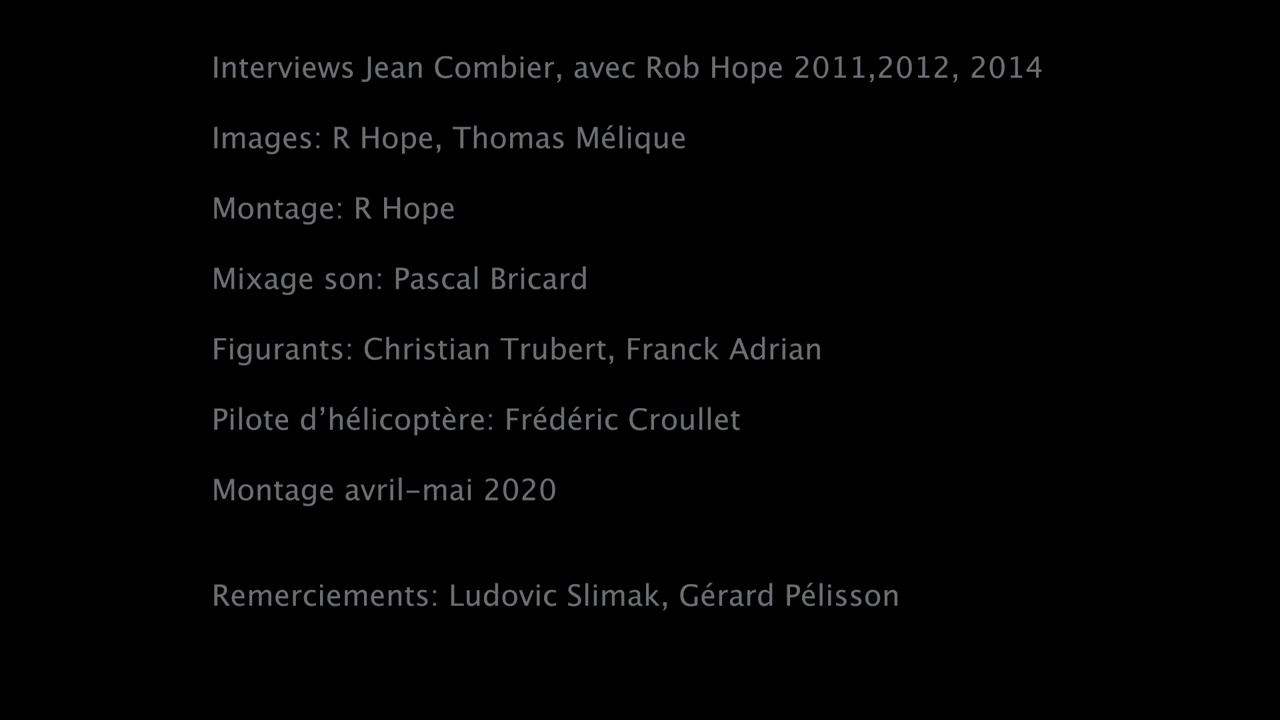 Interviews Jean Combier, avec Rob Hope 2011,2012, 2014
Images: R Hope, Thomas Mélique
Montage: R Hope
Mixage son: Pascal Bricard
Figurants: Christian Trubert, Franck Adrian
Pilote d’hélicoptère: Frédéric Croullet
Montage avril–mai 2020
Remerciements: Ludovic Slimak, Gérard Pélisson